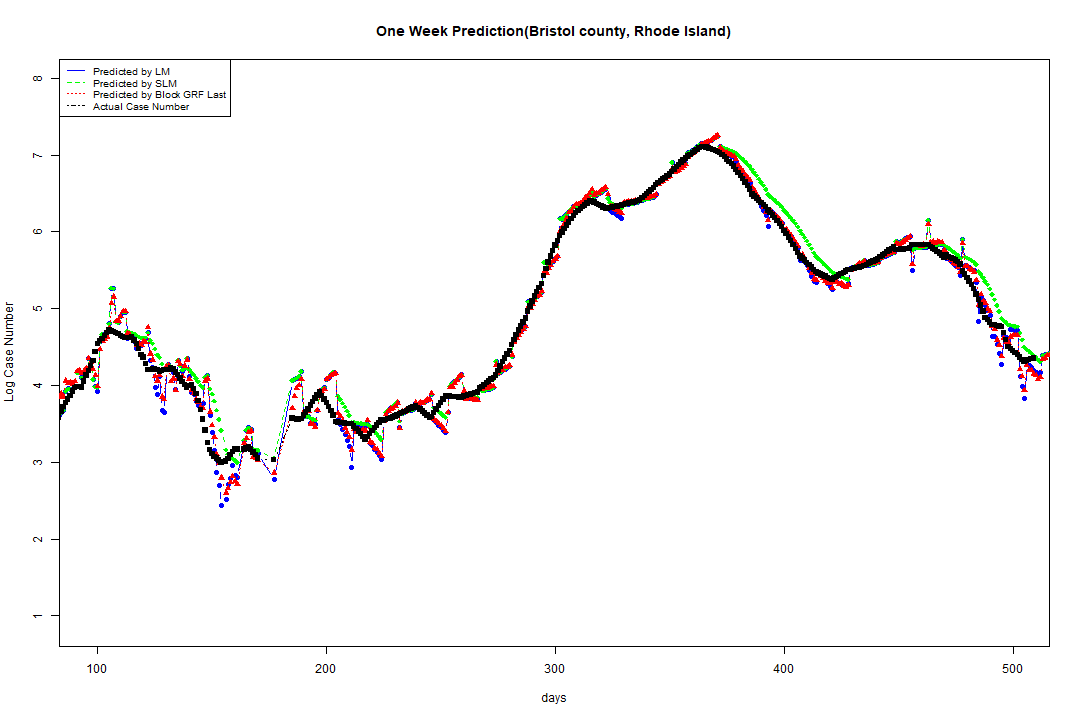 One Week Prediction(Bristol county, Rhode Island)
Predicted by LM
Predicted by SLM
Predicted by Block GRF Last
Actual Case Number
8
7
6
5
4
3
2
1
Log Case Number
100 200 300 400 500
days